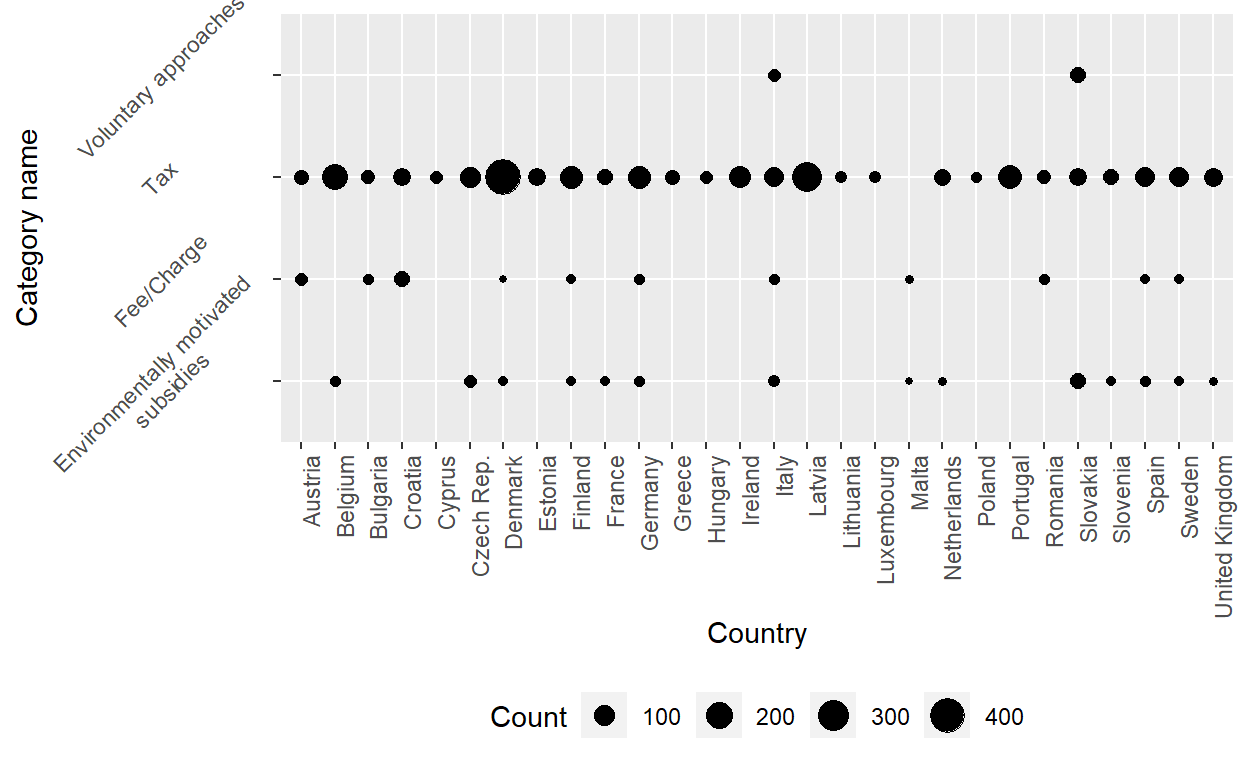 Category name
Voluntary approaches
Tax
Fee/Charge
Environmentally motivated
subsidies
Austria
Belgium
Bulgaria
Croatia
Cyprus
Czech Rep.
Denmark
Estonia
Finland
France
Germany
Greece
Hungary
Ireland
Italy
Latvia
Lithuania
Luxembourg
Malta
Netherlands
Poland
Portugal
Romania
Slovakia
Slovenia
Spain
Sweden
United Kingdom
Country
Count 100 200 300 400